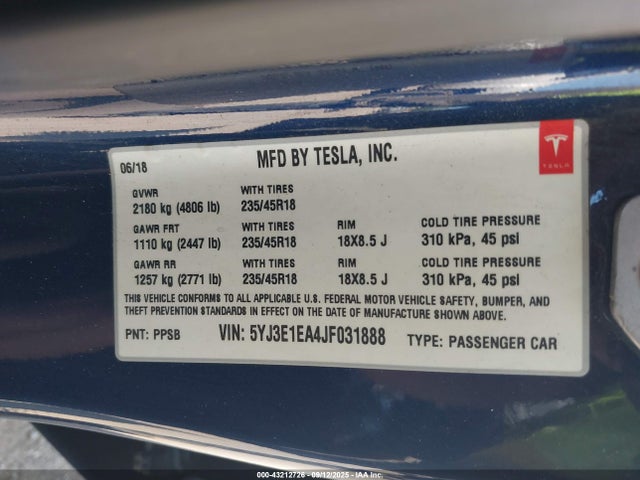 06/18 MFD BY TESLA, INC.
TESLA
GVWR WITH TIRES
2180 kg (4806 lb) 235/45R18
GAWR FRT WITH TIRES RIM COLD TIRE PRESSURE
1110 kg (2447 lb) 235/45R18 18X8.5 J 310 kPa, 45 psi
GAWR RR WITH TIRES RIM COLD TIRE PRESSURE
1257 kg (2771 lb) 235/45R18 18X8.5 J 310 kPa, 45 psi
THIS VEHICLE CONFORMS TO ALL APPLICABLE U.S. FEDERAL MOTOR VEHICLE SAFETY, BUMPER, AND
THEFT PREVENTION STANDARDS IN EFFECT ON THE DATE OF MANUFACTURE SHOWN ABOVE.
PNT: PPSB VIN: 5YJ3E1EA4JF031888 TYPE: PASSENGER CAR
000-43212726 - 09/12/2025 - IAAI.COM